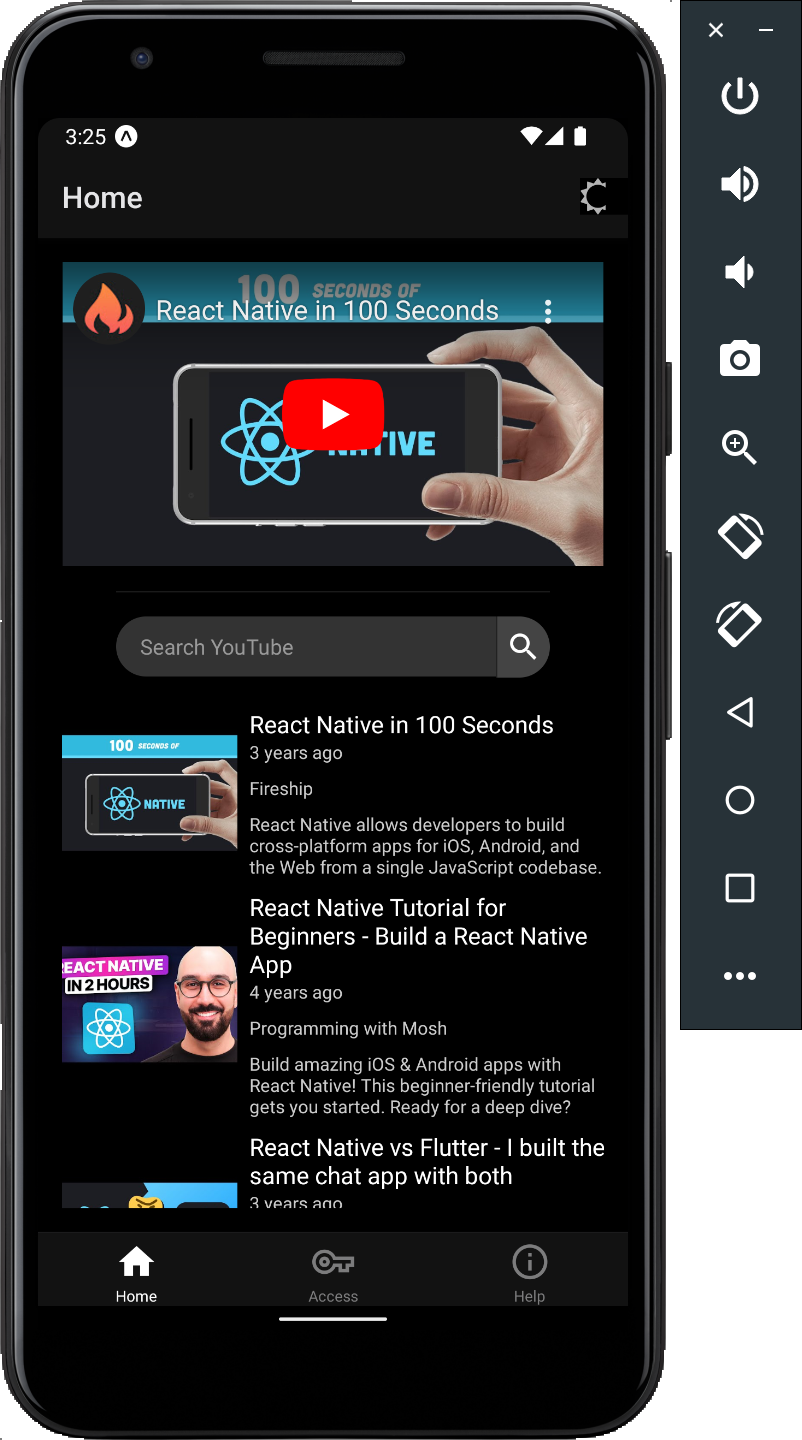 3:25
Home
100 SECONDS OF
React Native in 100 Seconds
NATIVE
Search YouTube
React Native in 100 Seconds
3 years ago
Fireship
React Native allows developers to build
cross-platform apps for iOS, Android, and
the Web from a single JavaScript codebase.
100 SECONDS OF
NATIVE
React Native Tutorial for
Beginners - Build a React Native
App
4 years ago
Programming with Mosh
Build amazing iOS & Android apps with
React Native! This beginner-friendly tutorial
gets you started. Ready for a deep dive?
REACT NATIVE
IN 2 HOURS
React Native vs Flutter - I built the
same chat app with both
3 years ago
Home
Access
Help